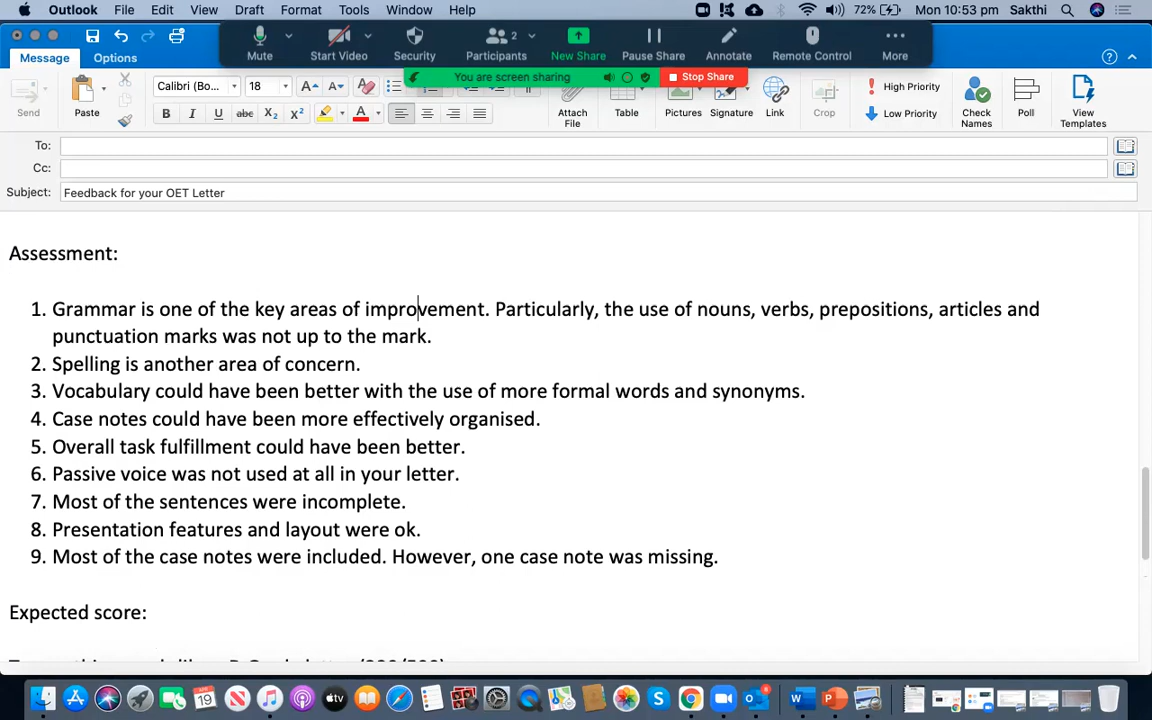 Outlook File Edit View Draft Format Tools Window Help 72% Mon 10:53 pm Sakthi
Mute Start Video Security Participants 2 New Share Pause Share Annotate Remote Control More
You are screen sharing Stop Share
Message Options
Send Paste Calibri (Bo... 18 A A
B I U abc X2 X2 A
Attach File Table Pictures Signature Link Crop High Priority Low Priority Check Names Poll View Templates
To:
Cc:
Subject: Feedback for your OET Letter
Assessment:
1. Grammar is one of the key areas of improvement. Particularly, the use of nouns, verbs, prepositions, articles and
punctuation marks was not up to the mark.
2. Spelling is another area of concern.
3. Vocabulary could have been better with the use of more formal words and synonyms.
4. Case notes could have been more effectively organised.
5. Overall task fulfillment could have been better.
6. Passive voice was not used at all in your letter.
7. Most of the sentences were incomplete.
8. Presentation features and layout were ok.
9. Most of the case notes were included. However, one case note was missing.
Expected score: